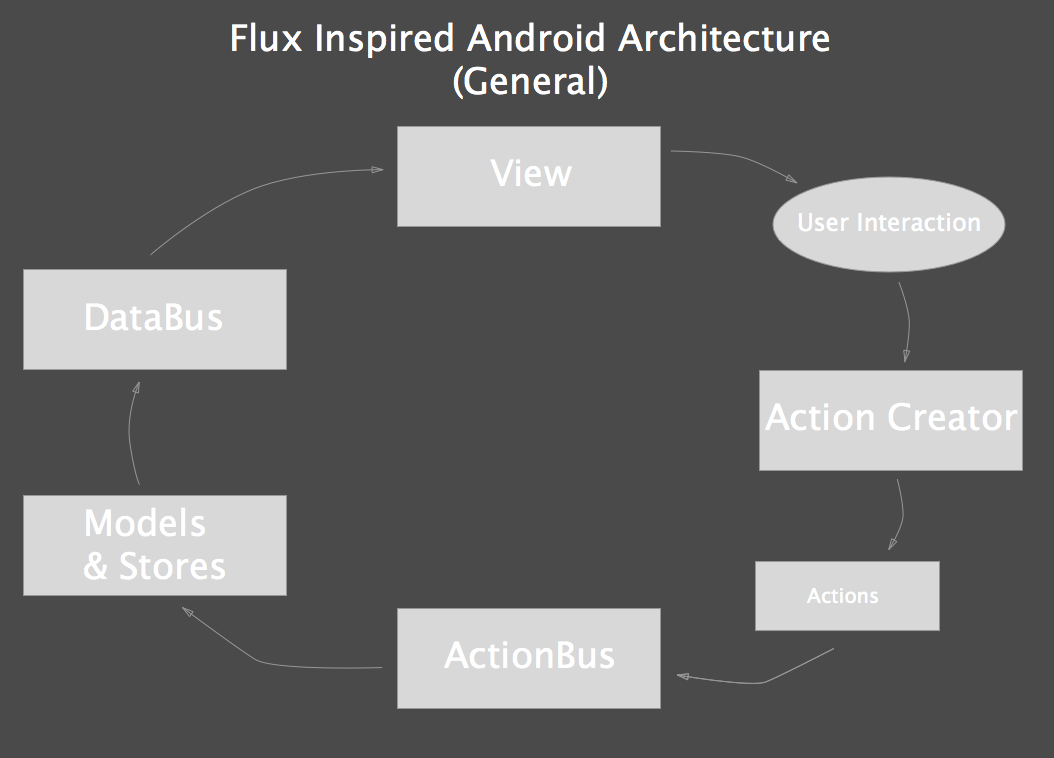 Flux Inspired Android Architecture
(General)
View
User Interaction
DataBus
Action Creator
Models
& Stores
Actions
ActionBus